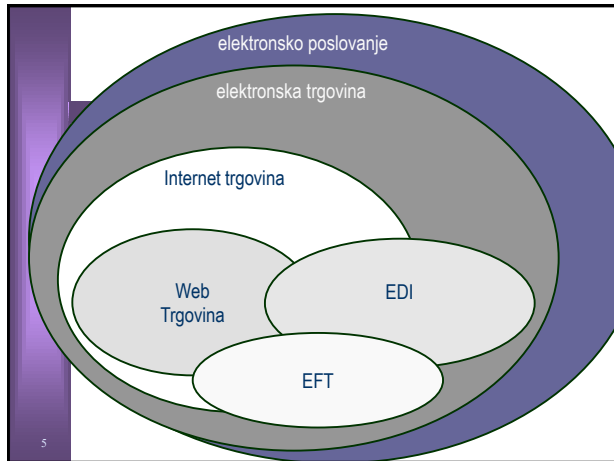 elektronsko poslovanje
elektronska trgovina
Internet trgovina
Web
Trgovina
EDI
EFT
5